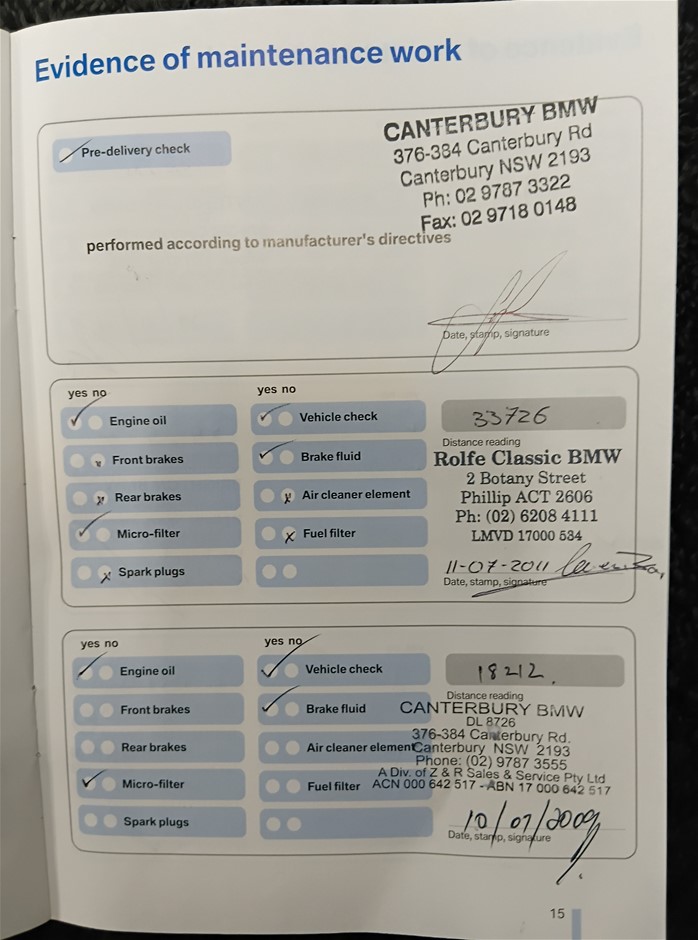 Evidence of maintenance work
Pre-delivery check
CANTERBURY BMW
376-384 Canterbury Rd
Canterbury NSW 2193
Ph: 02 9787 3322
Fax: 02 9718 0148
performed according to manufacturer's directives
Date, stamp, signature
yes no
yes no
Engine oil
Vehicle check
33726
Distance reading
Front brakes
Brake fluid
Rolfe Classic BMW
2 Botany Street
Rear brakes
Air cleaner element
Phillip ACT 2606
Ph: (02) 6208 4111
Micro-filter
Fuel filter
LMVD 17000 534
Spark plugs
11-07-2011
Date, stamp, signature
yes no
yes no
Engine oil
Vehicle check
18212
Distance reading
Front brakes
Brake fluid
CANTERBURY BMW
DL 8726
376-384 Canterbury Rd.
Rear brakes
Air cleaner element
Canterbury NSW 2193
Phone: (02) 9787 3555
A Div. of Z & R Sales & Service Pty Ltd
Micro-filter
Fuel filter
ACN 000 642 517 - ABN 17 000 642 517
Spark plugs
10/07/2009
Date, stamp, signature
15